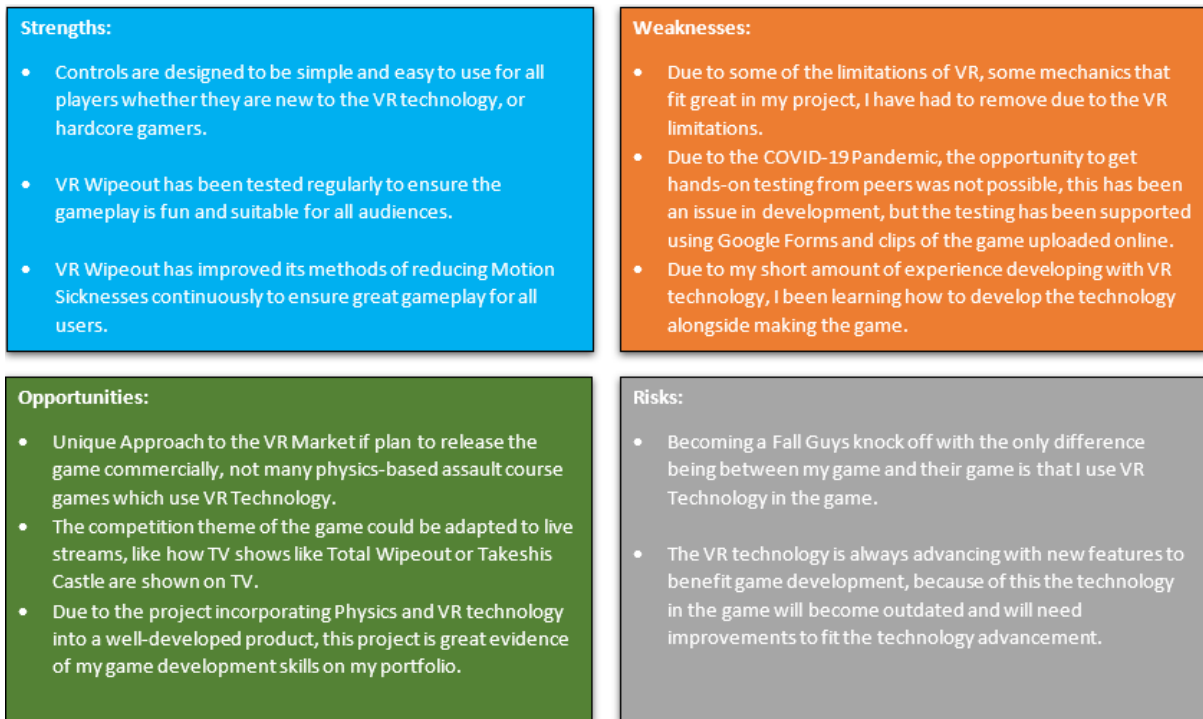 Strengths:
• Controls are designed to be simple and easy to use for all
players whether they are new to the VR technology, or
hardcore gamers.
• VR Wipeout has been tested regularly to ensure the
gameplay is fun and suitable for all audiences.
• VR Wipeout has improved its methods of reducing Motion
Sicknesses continuously to ensure great gameplay for all
users.
Weaknesses:
• Due to some of the limitations of VR, some mechanics that
fit great in my project, I have had to remove due to the VR
limitations.
• Due to the COVID-19 Pandemic, the opportunity to get
hands-on testing from peers was not possible, this has been
an issue in development, but the testing has been supported
using Google Forms and clips of the game uploaded online.
• Due to my short amount of experience developing with VR
technology, I been learning how to develop the technology
alongside making the game.
Opportunities:
• Unique Approach to the VR Market if plan to release the
game commercially, not many physics-based assault course
games which use VR Technology.
• The competition theme of the game could be adapted to live
streams, like how TV shows like Total Wipeout or Takeshis
Castle are shown on TV.
• Due to the project incorporating Physics and VR technology
into a well-developed product, this project is great evidence
of my game development skills on my portfolio.
Risks:
• Becoming a Fall Guys knock off with the only difference
being between my game and their game is that I use VR
Technology in the game.
• The VR technology is always advancing with new features to
benefit game development, because of this the technology
in the game will become outdated and will need
improvements to fit the technology advancement.